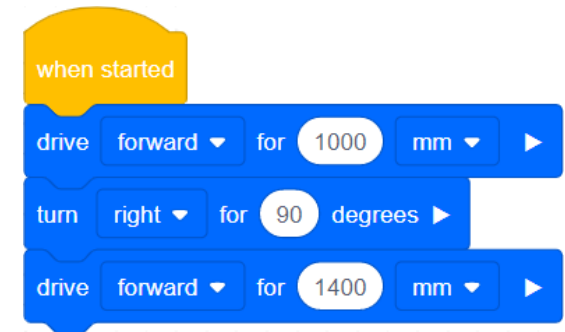 when started
drive forward for 1000 mm
turn right for 90 degrees
drive forward for 1400 mm